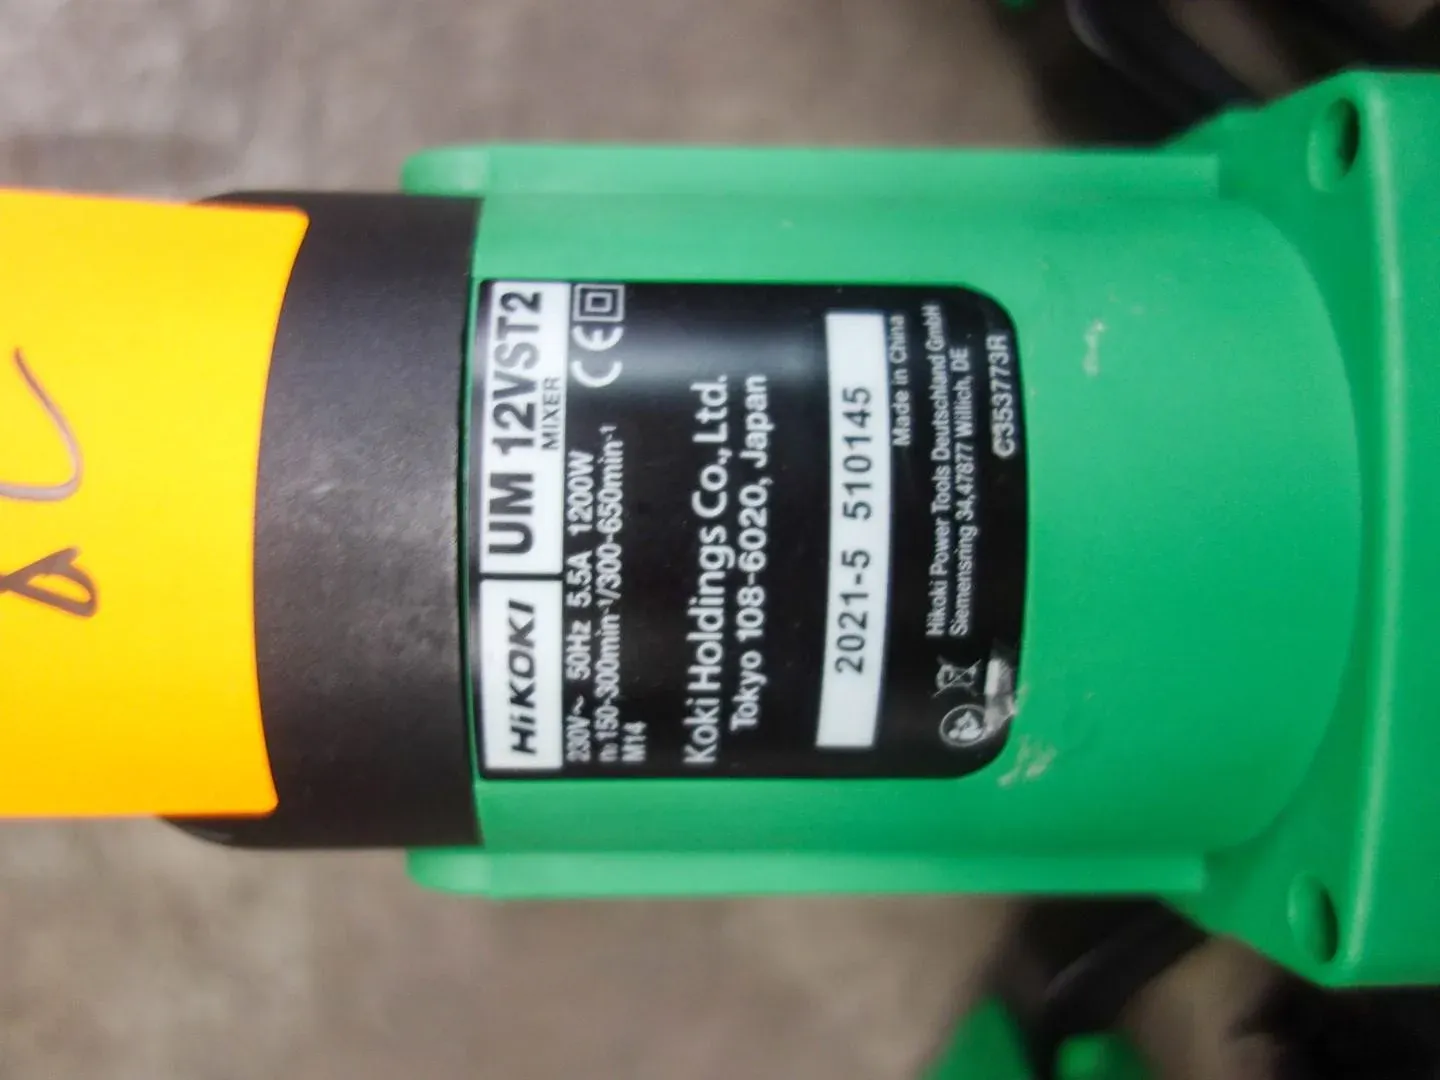 HiKOKI UM 12VST2
MIXER
230V~ 50Hz 5.5A 1200W CE
n 150-300min-1/300-650min-1
M14
Koki Holdings Co., Ltd.
Tokyo 108-6020, Japan
2021-5 510145
Made in China
Hikoki Power Tools Deutschland GmbH
Siemensring 34,47877 Willich, DE
C353773R